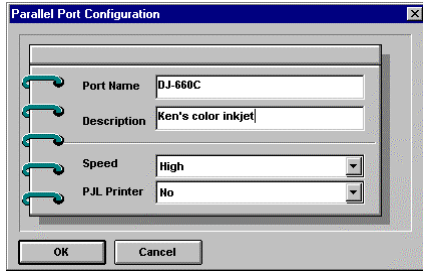 Parallel Port Configuration
Port Name DJ-660C
Description Ken's color inkjet
Speed High
PJL Printer No
OK Cancel